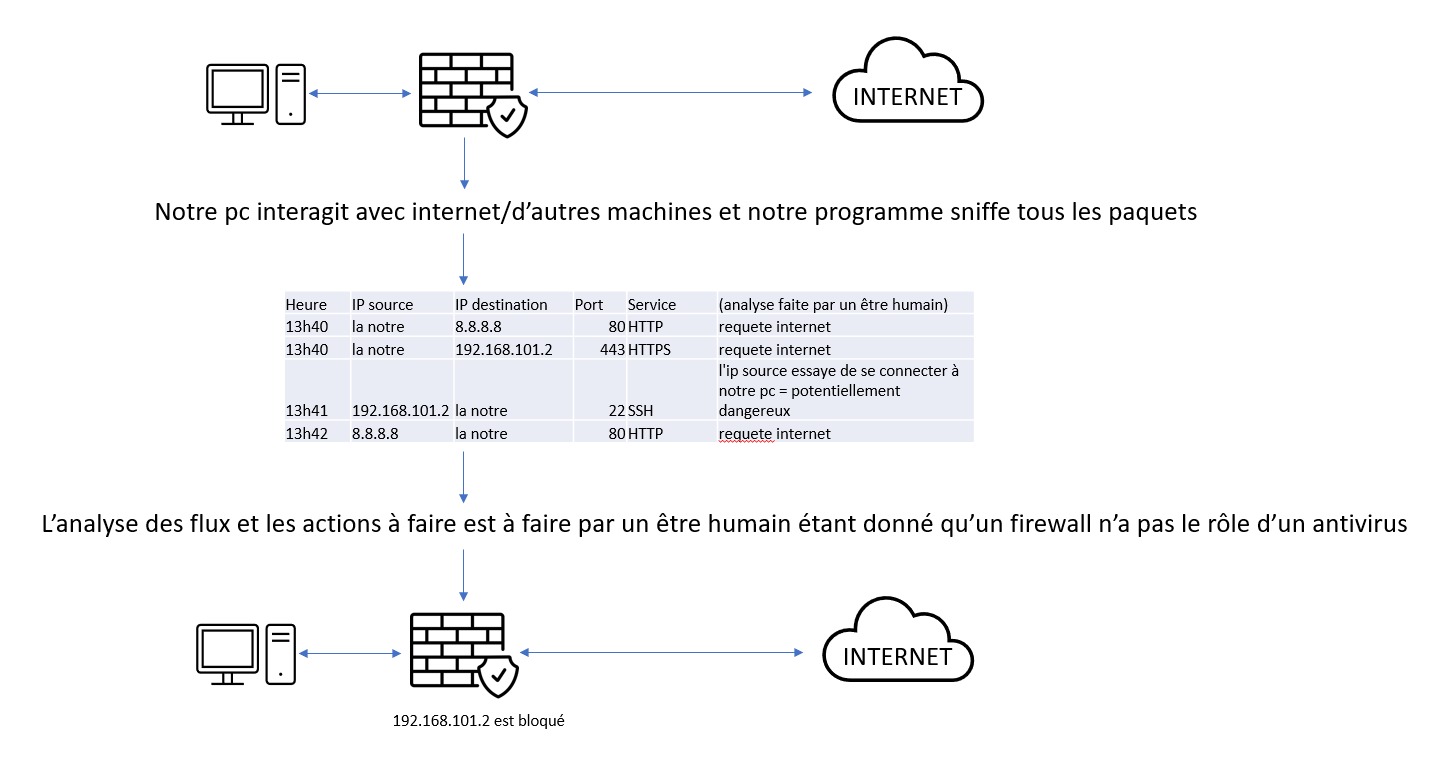 INTERNET
Notre pc interagit avec internet/d’autres machines et notre programme sniffe tous les paquets
Heure IP source IP destination Port Service (analyse faite par un être humain)
13h40 la notre 8.8.8.8 80 HTTP requete internet
13h40 la notre 192.168.101.2 443 HTTPS requete internet
l'ip source essaye de se connecter à
notre pc = potentiellement
13h41 192.168.101.2 la notre 22 SSH dangereux
13h42 8.8.8.8 la notre 80 HTTP requete internet
L’analyse des flux et les actions à faire est à faire par un être humain étant donné qu’un firewall n’a pas le rôle d’un antivirus
INTERNET
192.168.101.2 est bloqué